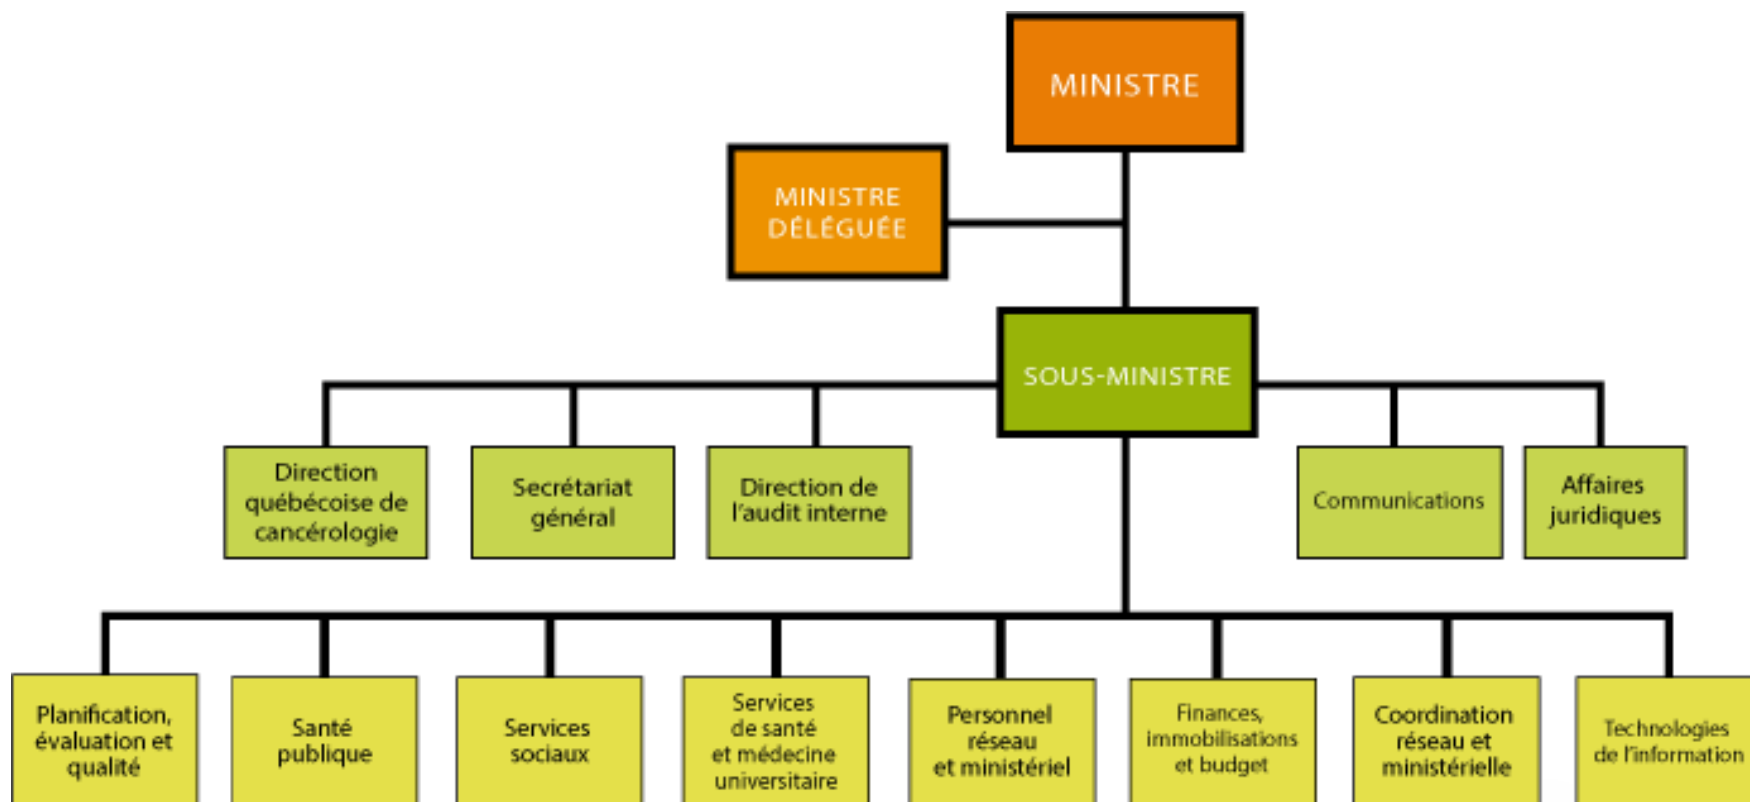 MINISTRE
MINISTRE
DÉLÉGUÉE
SOUS-MINISTRE
Direction
québécoise de
cancérologie
Secrétariat
général
Direction de
l'audit interne
Communications
Affaires
juridiques
Planification,
évaluation et
qualité
Santé
publique
Services
sociaux
Services
de santé
et médecine
universitaire
Personnel
réseau
et ministériel
Finances,
immobilisations
et budget
Coordination
réseau et
ministérielle
Technologies
de l'information